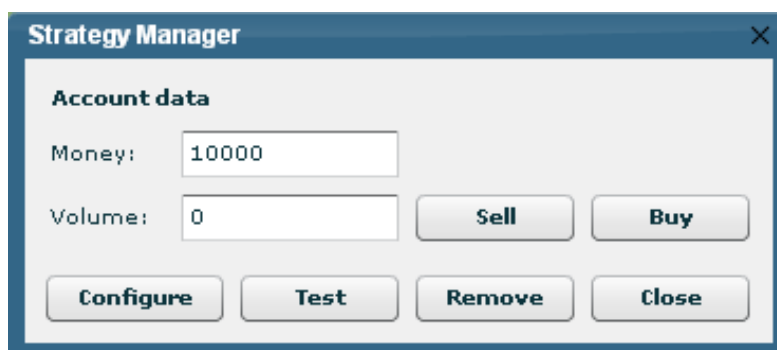 Strategy Manager
Account data
Money: 10000
Volume: 0 Sell Buy
Configure Test Remove Close